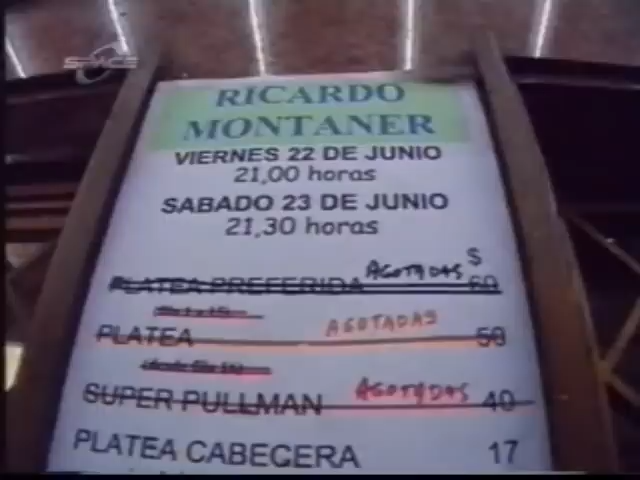 SPACE
RICARDO
MONTANER
VIERNES 22 DE JUNIO
21,00 horas
SABADO 23 DE JUNIO
21,30 horas
PLATEA PREFERIDA AGOTADAS $ 60
PLATEA AGOTADAS 50
SUPER PULLMAN AGOTADAS 40
PLATEA CABECERA 17